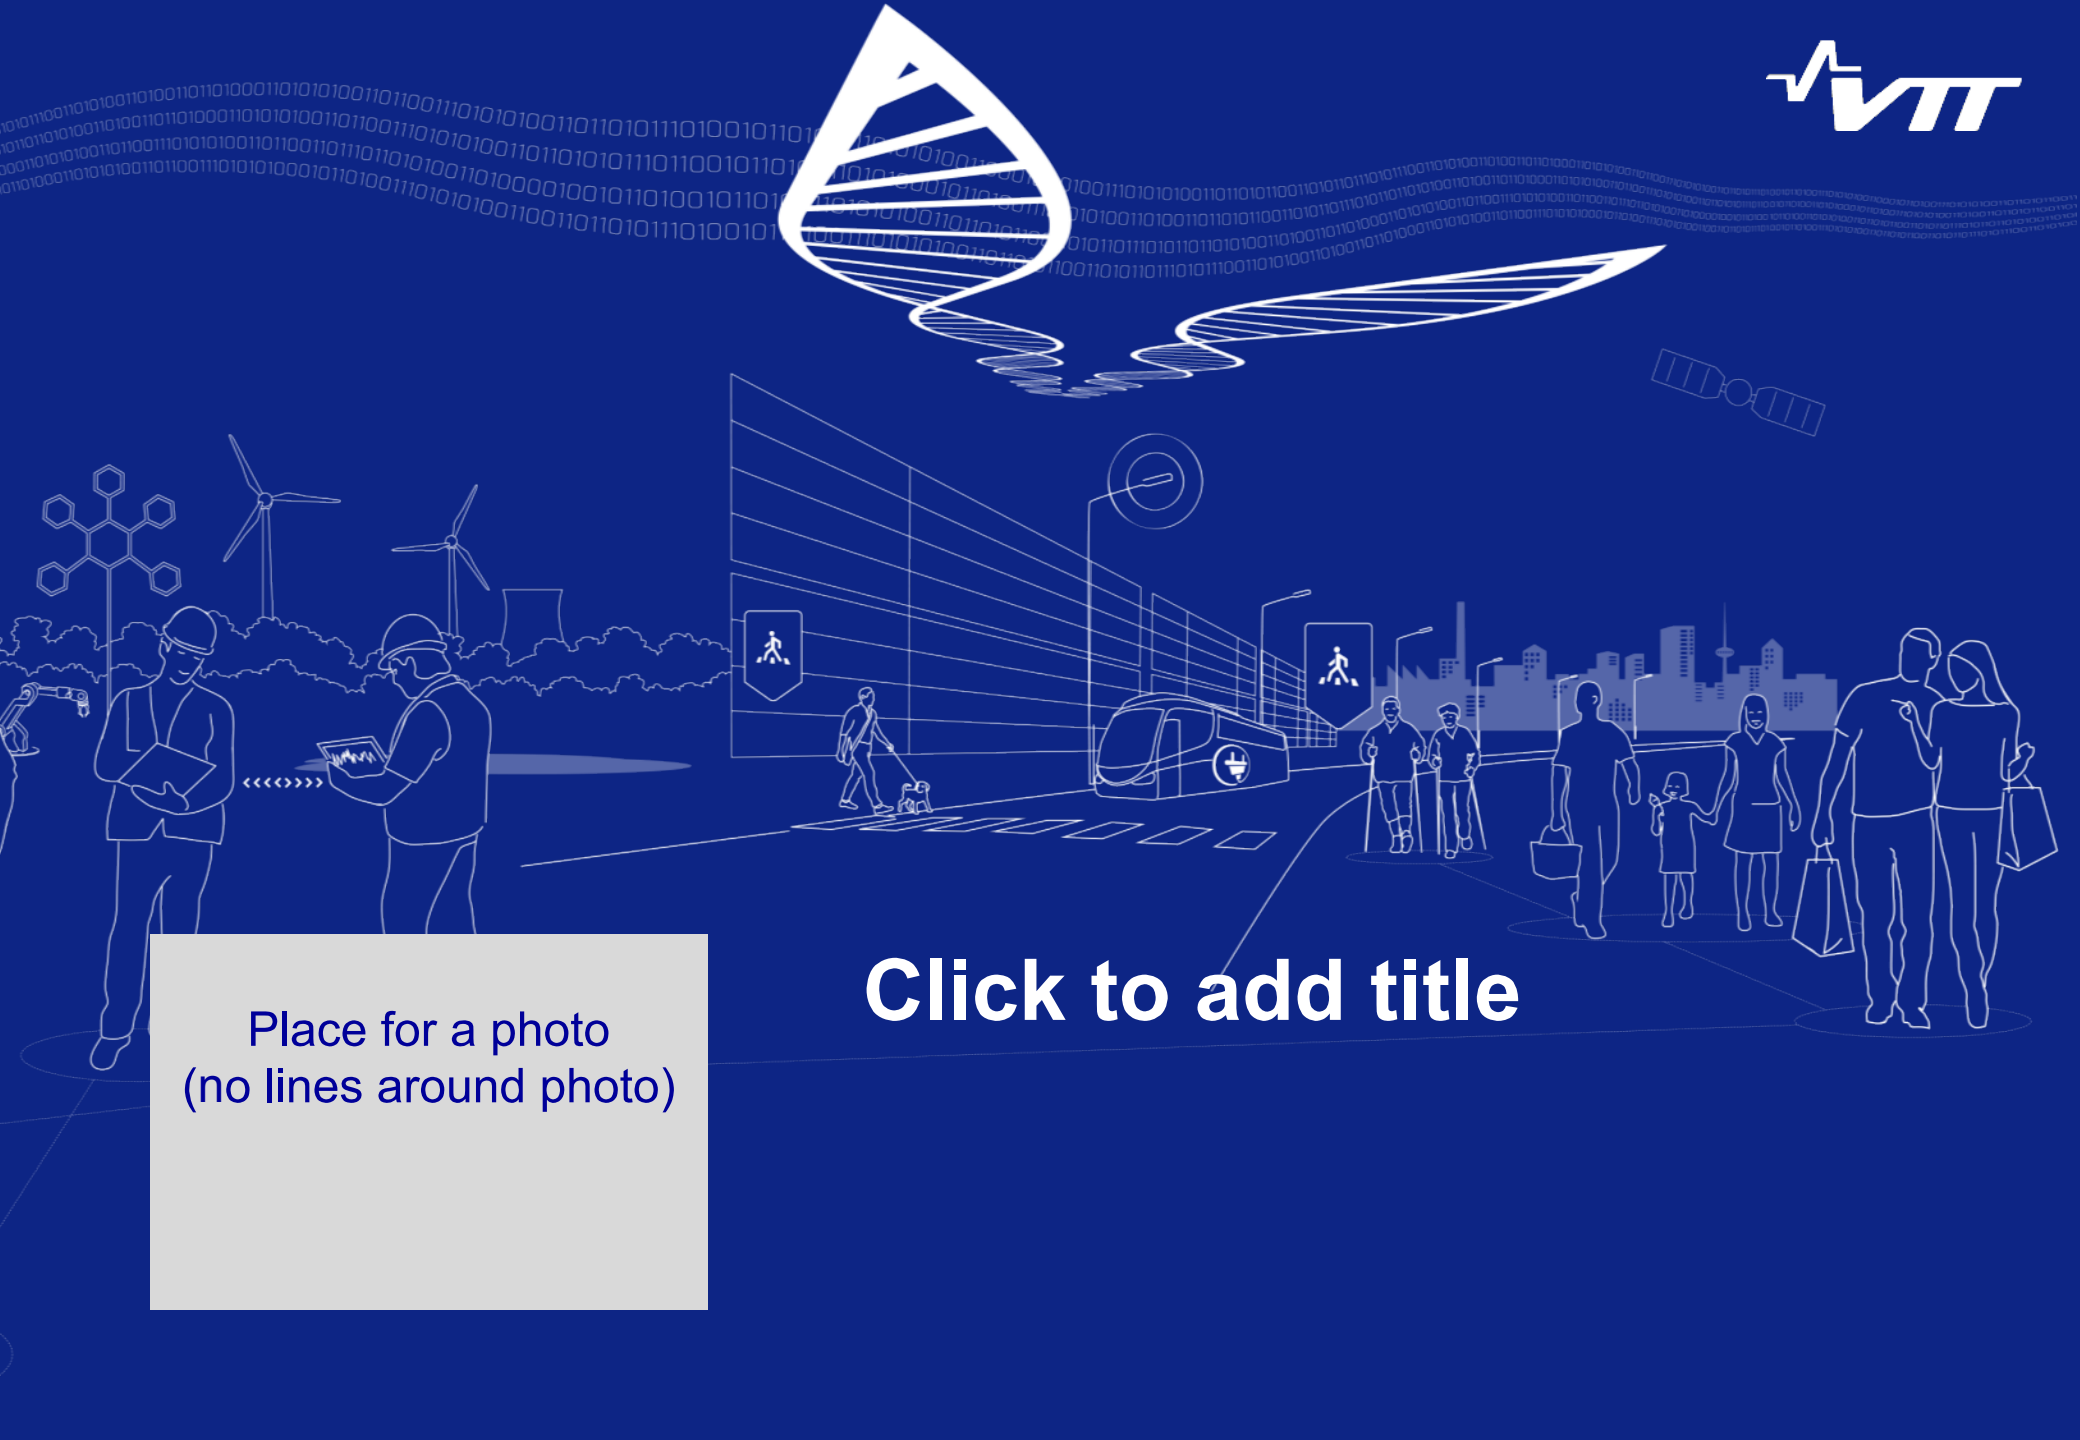 VTT
Click to add title
Place for a photo
(no lines around photo)